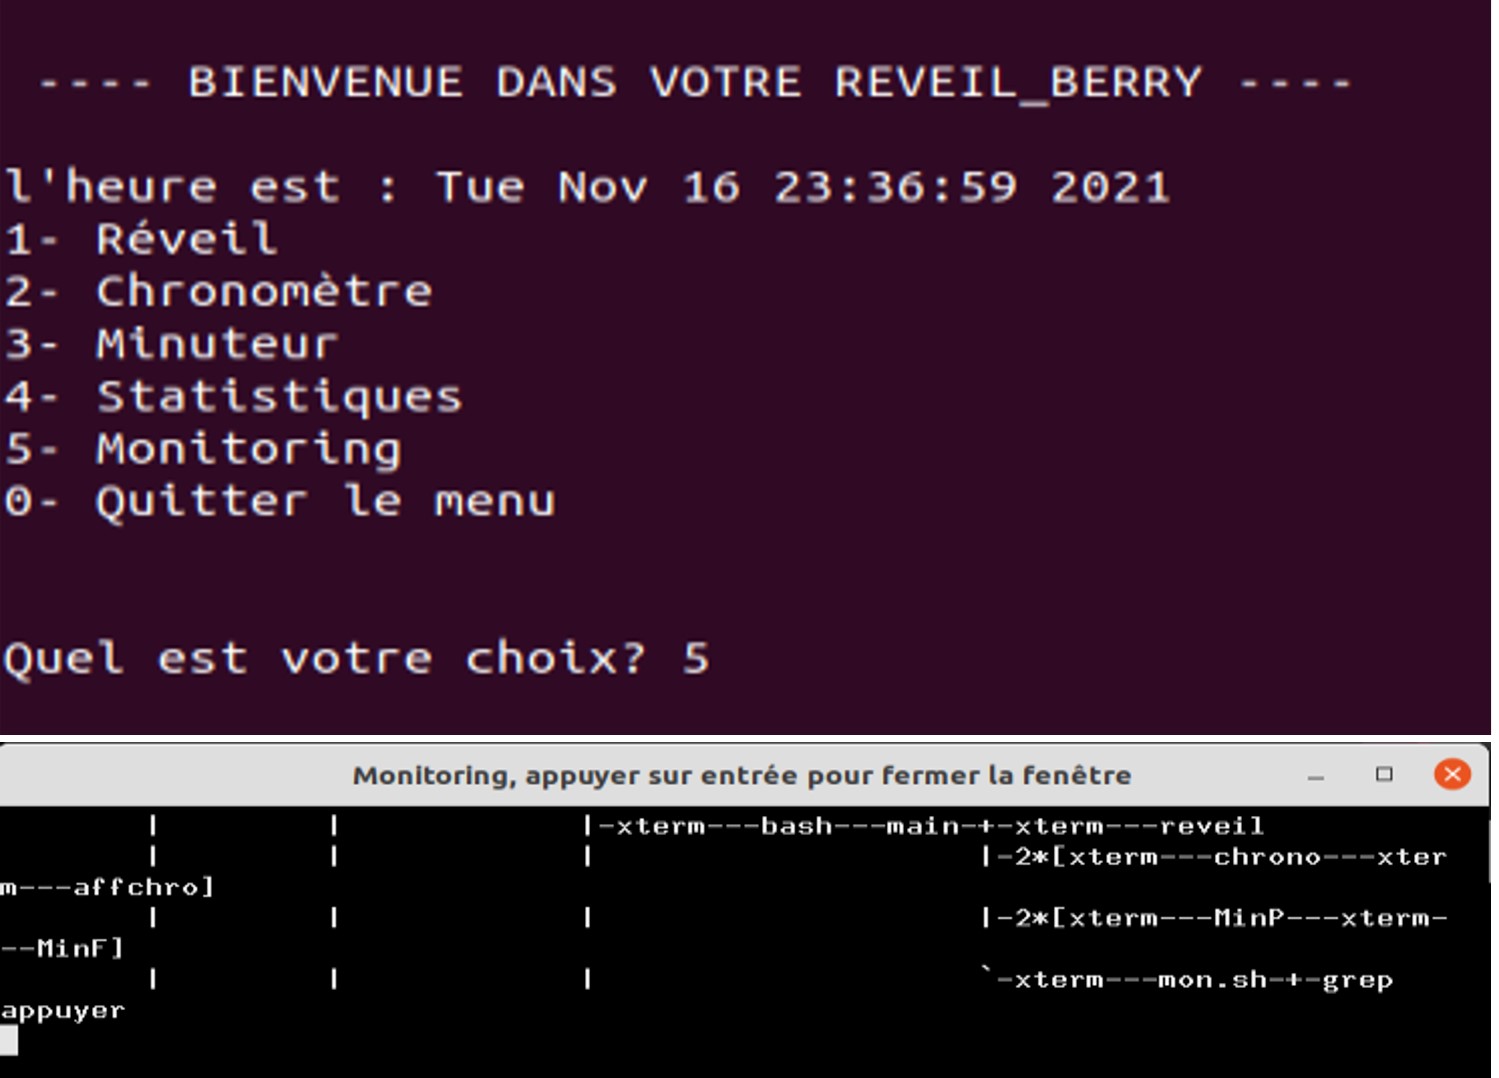 ---- BIENVENUE DANS VOTRE REVEIL_BERRY ----
l'heure est : Tue Nov 16 23:36:59 2021
1- Réveil
2- Chronomètre
3- Minuteur
4- Statistiques
5- Monitoring
0- Quitter le menu
Quel est votre choix? 5
Monitoring, appuyer sur entrée pour fermer la fenêtre
|         |             |-xterm---bash---main-+-xterm---reveil
|         |             |                     |-2*[xterm---chrono---xter
m---affchro]
|         |             |                     |-2*[xterm---MinP---xterm-
--MinF]
|         |             |                     `-xterm---mon.sh-+-grep
appuyer